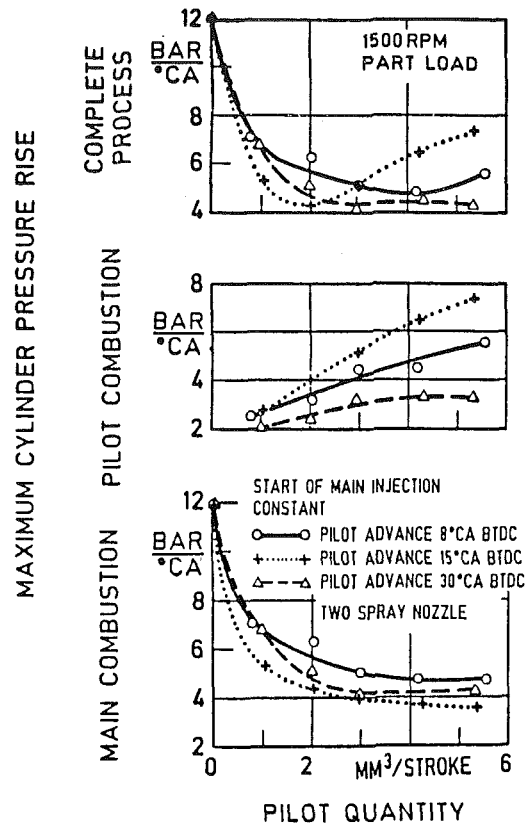 MAXIMUM CYLINDER PRESSURE RISE
COMPLETE
PROCESS
12
BAR
°CA
8
6
4
1500 RPM
PART LOAD
PILOT COMBUSTION
8
BAR
°CA
4
2
MAIN COMBUSTION
12
BAR
°CA
8
6
4
2
START OF MAIN INJECTION
CONSTANT
PILOT ADVANCE 8°CA BTDC
PILOT ADVANCE 15°CA BTDC
PILOT ADVANCE 30°CA BTDC
TWO SPRAY NOZZLE
0 2 MM³/STROKE 6
PILOT QUANTITY